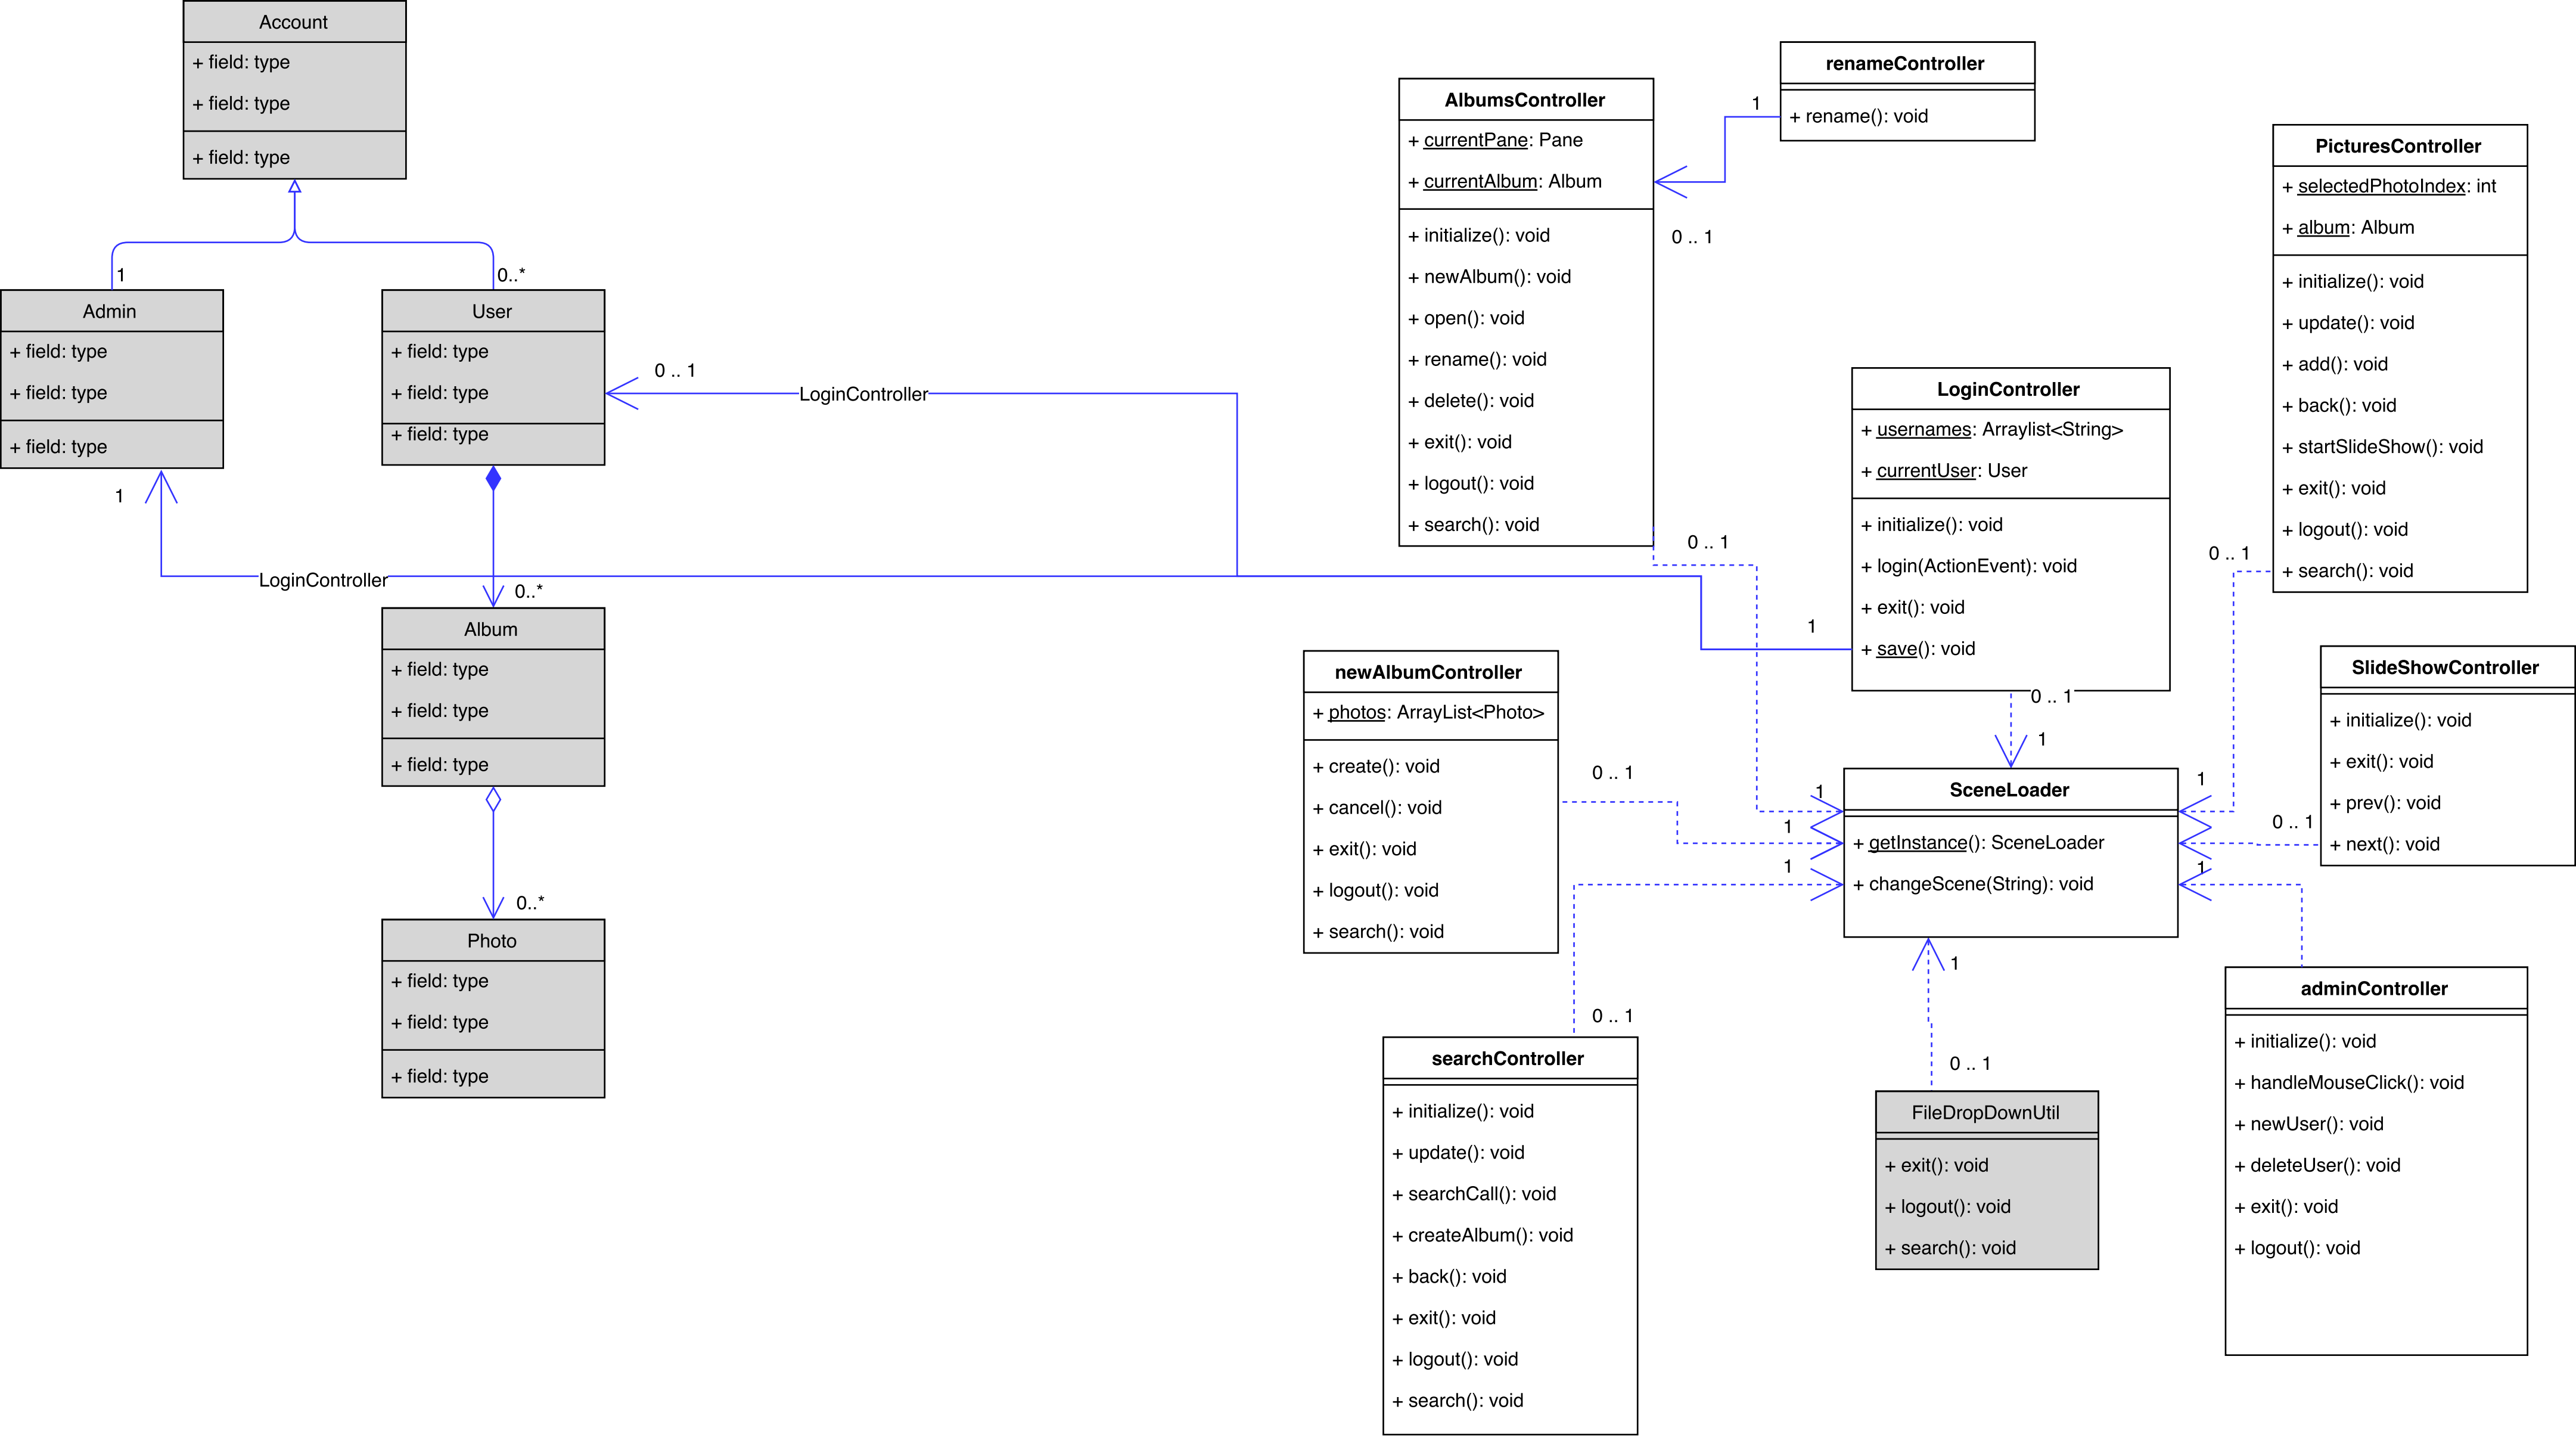 Account
+ field: type
+ field: type
+ field: type
1
0..*
Admin
+ field: type
+ field: type
+ field: type
1
User
+ field: type
+ field: type
+ field: type
0 .. 1
LoginController
LoginController
0..*
Album
+ field: type
+ field: type
+ field: type
0..*
Photo
+ field: type
+ field: type
+ field: type
AlbumsController
+ currentPane: Pane
+ currentAlbum: Album
+ initialize(): void
+ newAlbum(): void
+ open(): void
+ rename(): void
+ delete(): void
+ exit(): void
+ logout(): void
+ search(): void
1
0 .. 1
renameController
+ rename(): void
0 .. 1
LoginController
+ usernames: Arraylist<String>
+ currentUser: User
+ initialize(): void
+ login(ActionEvent): void
+ exit(): void
+ save(): void
1
0 .. 1
1
PicturesController
+ selectedPhotoIndex: int
+ album: Album
+ initialize(): void
+ update(): void
+ add(): void
+ back(): void
+ startSlideShow(): void
+ exit(): void
+ logout(): void
+ search(): void
0 .. 1
newAlbumController
+ photos: ArrayList<Photo>
+ create(): void
+ cancel(): void
+ exit(): void
+ logout(): void
+ search(): void
0 .. 1
1
1
1
SceneLoader
+ getInstance(): SceneLoader
+ changeScene(String): void
1
0 .. 1
1
SlideShowController
+ initialize(): void
+ exit(): void
+ prev(): void
+ next(): void
0 .. 1
searchController
+ initialize(): void
+ update(): void
+ searchCall(): void
+ createAlbum(): void
+ back(): void
+ exit(): void
+ logout(): void
+ search(): void
1
0 .. 1
FileDropDownUtil
+ exit(): void
+ logout(): void
+ search(): void
adminController
+ initialize(): void
+ handleMouseClick(): void
+ newUser(): void
+ deleteUser(): void
+ exit(): void
+ logout(): void